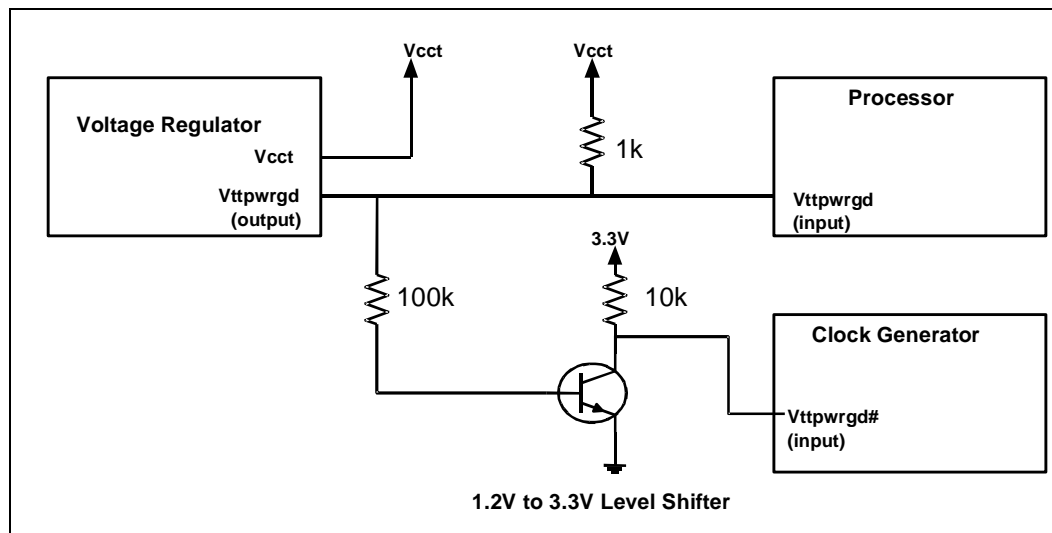 Vcct
Vcct
Voltage Regulator
Vcct
Vttpwrgd
(output)
1k
Processor
Vttpwrgd
(input)
100k
3.3V
10k
Clock Generator
Vttpwrgd#
(input)
1.2V to 3.3V Level Shifter